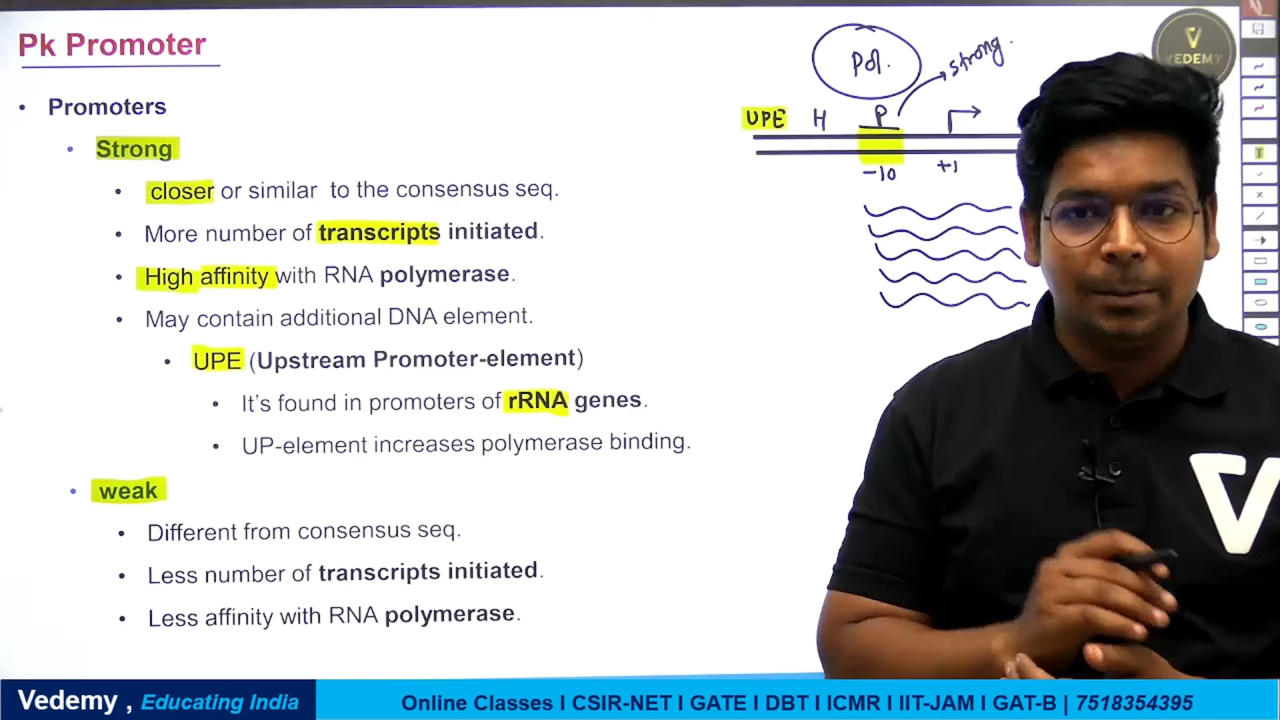 Pk Promoter
• Promoters
• Strong
• closer or similar to the consensus seq.
• More number of transcripts initiated.
• High affinity with RNA polymerase.
• May contain additional DNA element.
• UPE (Upstream Promoter-element)
• It's found in promoters of rRNA genes.
• UP-element increases polymerase binding.
• weak
• Different from consensus seq.
• Less number of transcripts initiated.
• Less affinity with RNA polymerase.
Pol.
strong.
UPE H P
-10 +1
VEDEMY
T
Vedemy , Educating India
Online Classes I CSIR-NET I GATE I DBT I ICMR I IIT-JAM I GAT-B | 7518354395